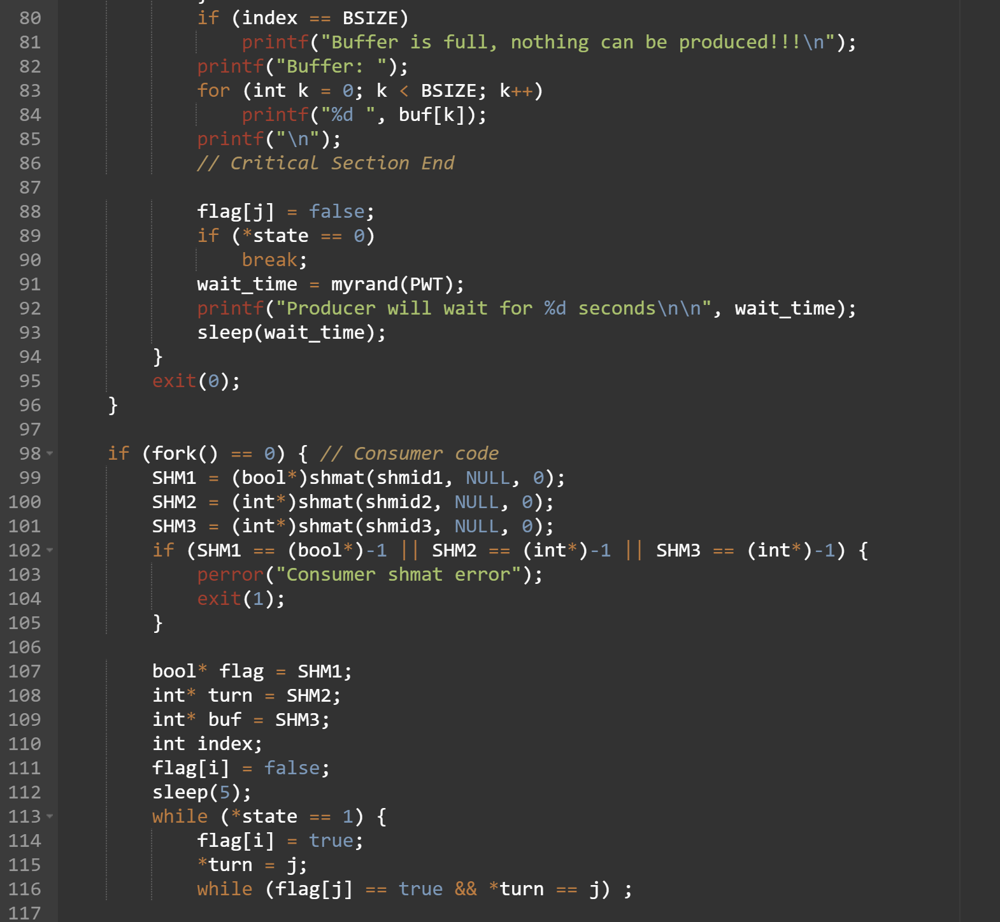 80 if (index == BSIZE)
81 printf("Buffer is full, nothing can be produced!!!\n");
82 printf("Buffer: ");
83 for (int k = 0; k < BSIZE; k++)
84 printf("%d ", buf[k]);
85 printf("\n");
86 // Critical Section End
87
88 flag[j] = false;
89 if (*state == 0)
90 break;
91 wait_time = myrand(PWT);
92 printf("Producer will wait for %d seconds\n\n", wait_time);
93 sleep(wait_time);
94 }
95 exit(0);
96 }
97
98 if (fork() == 0) { // Consumer code
99 SHM1 = (bool*)shmat(shmid1, NULL, 0);
100 SHM2 = (int*)shmat(shmid2, NULL, 0);
101 SHM3 = (int*)shmat(shmid3, NULL, 0);
102 if (SHM1 == (bool*)-1 || SHM2 == (int*)-1 || SHM3 == (int*)-1) {
103 perror("Consumer shmat error");
104 exit(1);
105 }
106
107 bool* flag = SHM1;
108 int* turn = SHM2;
109 int* buf = SHM3;
110 int index;
111 flag[i] = false;
112 sleep(5);
113 while (*state == 1) {
114 flag[i] = true;
115 *turn = j;
116 while (flag[j] == true && *turn == j) ;
117